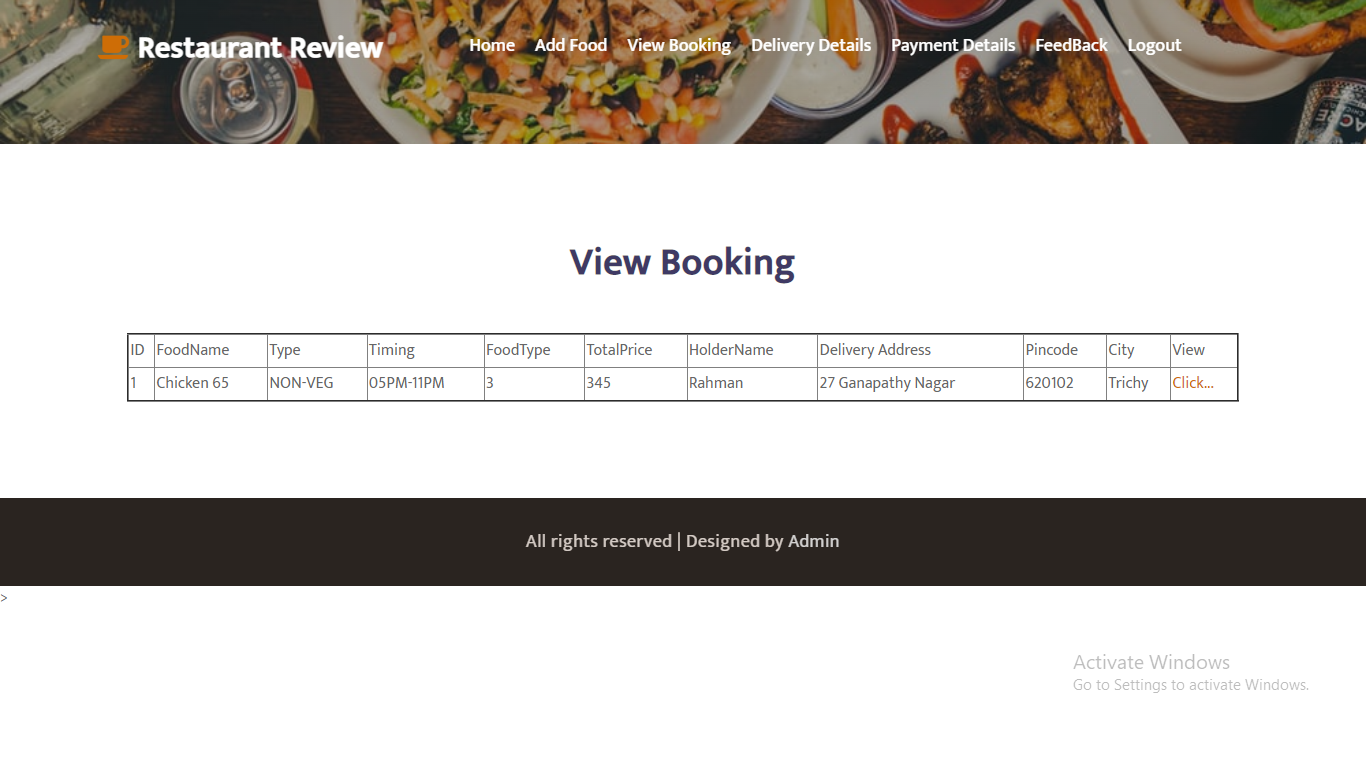 Restaurant Review Home Add Food View Booking Delivery Details Payment Details FeedBack Logout
View Booking
ID FoodName Type Timing FoodType TotalPrice HolderName Delivery Address Pincode City View
1 Chicken 65 NON-VEG 05PM-11PM 3 345 Rahman 27 Ganapathy Nagar 620102 Trichy Click...
All rights reserved | Designed by Admin
>
Activate Windows
Go to Settings to activate Windows.